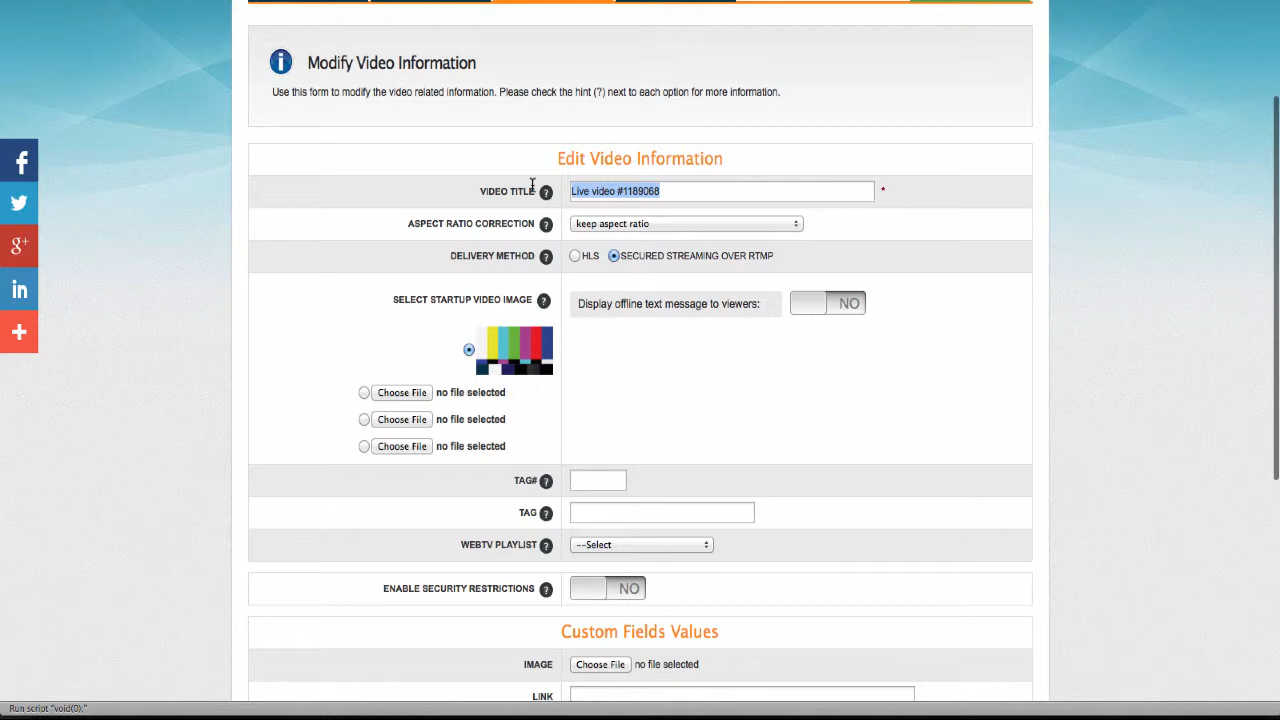 Modify Video Information
Use this form to modify the video related information. Please check the hint (?) next to each option for more information.
Edit Video Information
VIDEO TITLE ? Live video #1189068 *
ASPECT RATIO CORRECTION ? keep aspect ratio
DELIVERY METHOD ? HLS SECURED STREAMING OVER RTMP
SELECT STARTUP VIDEO IMAGE ? Display offline text message to viewers: NO
Choose File no file selected
Choose File no file selected
Choose File no file selected
TAG# ?
TAG ?
WEBTV PLAYLIST ? --Select
ENABLE SECURITY RESTRICTIONS ? NO
Custom Fields Values
IMAGE Choose File no file selected
LINK
Run script "void(0);"